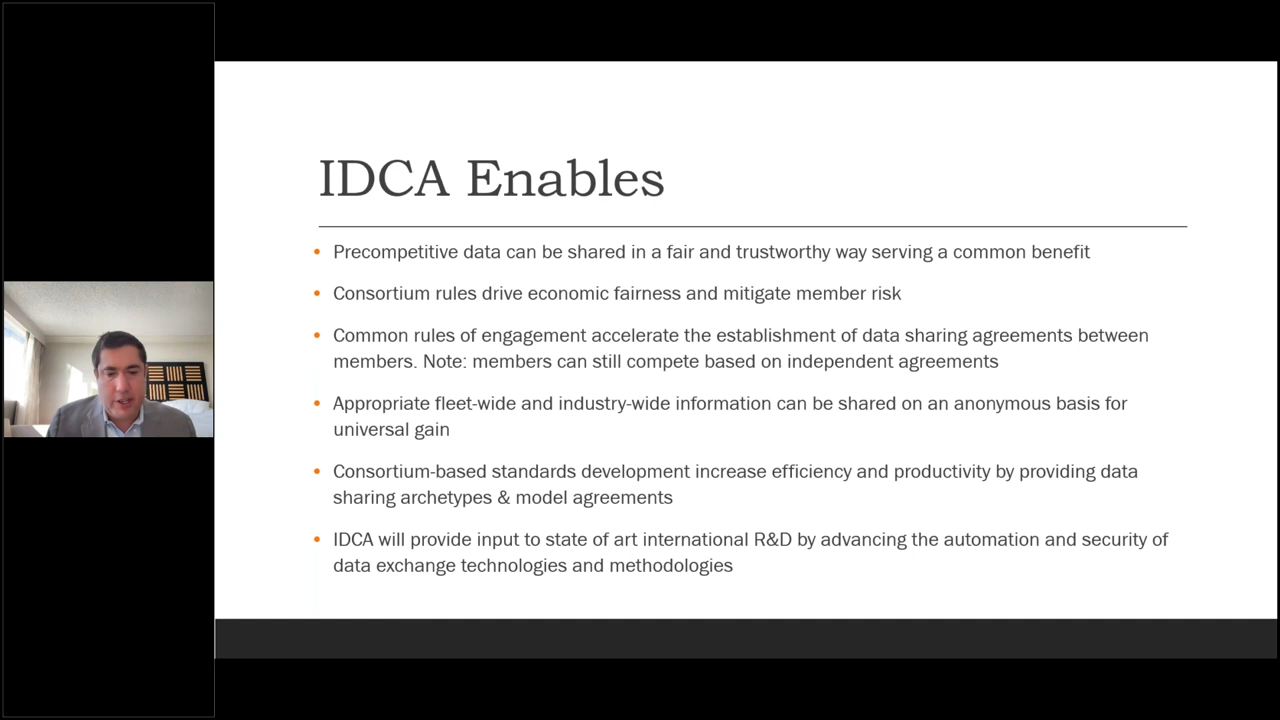 IDCA Enables
Precompetitive data can be shared in a fair and trustworthy way serving a common benefit
Consortium rules drive economic fairness and mitigate member risk
Common rules of engagement accelerate the establishment of data sharing agreements between
members. Note: members can still compete based on independent agreements
Appropriate fleet-wide and industry-wide information can be shared on an anonymous basis for
universal gain
Consortium-based standards development increase efficiency and productivity by providing data
sharing archetypes & model agreements
IDCA will provide input to state of art international R&D by advancing the automation and security of
data exchange technologies and methodologies